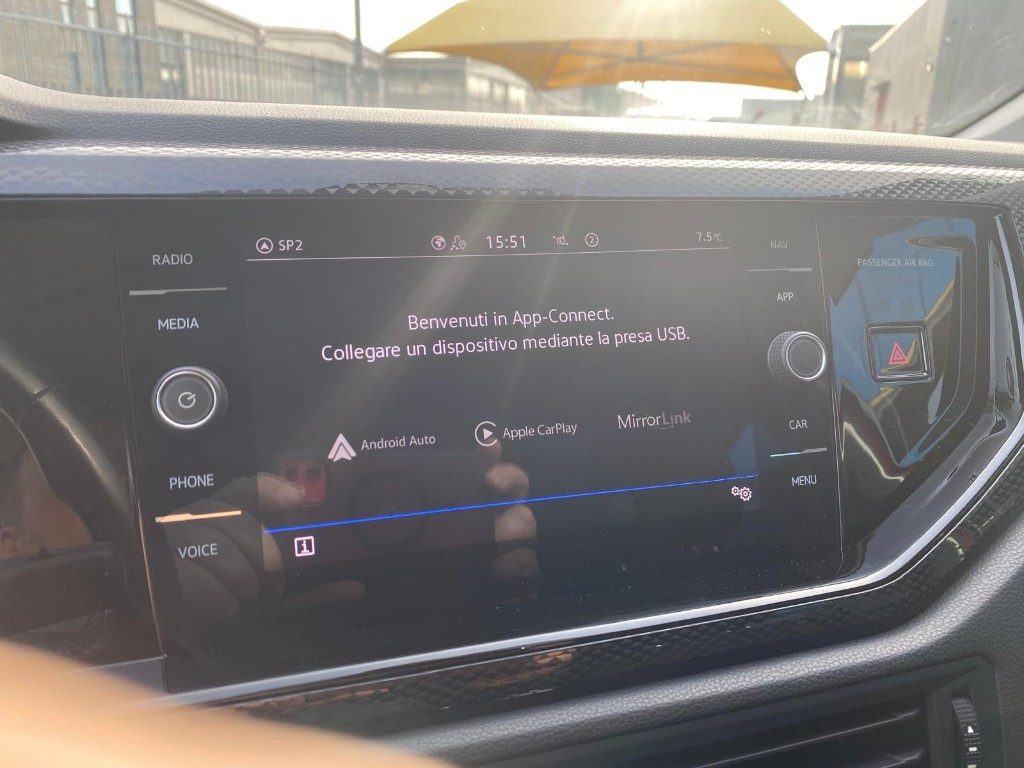 RADIO
MEDIA
PHONE
VOICE
SP2
15:51
2
7.5°C
Benvenuti in App-Connect.
Collegare un dispositivo mediante la presa USB.
Android Auto
Apple CarPlay
MirrorLink
i
NAV
APP
CAR
MENU
PASSENGER AIR BAG